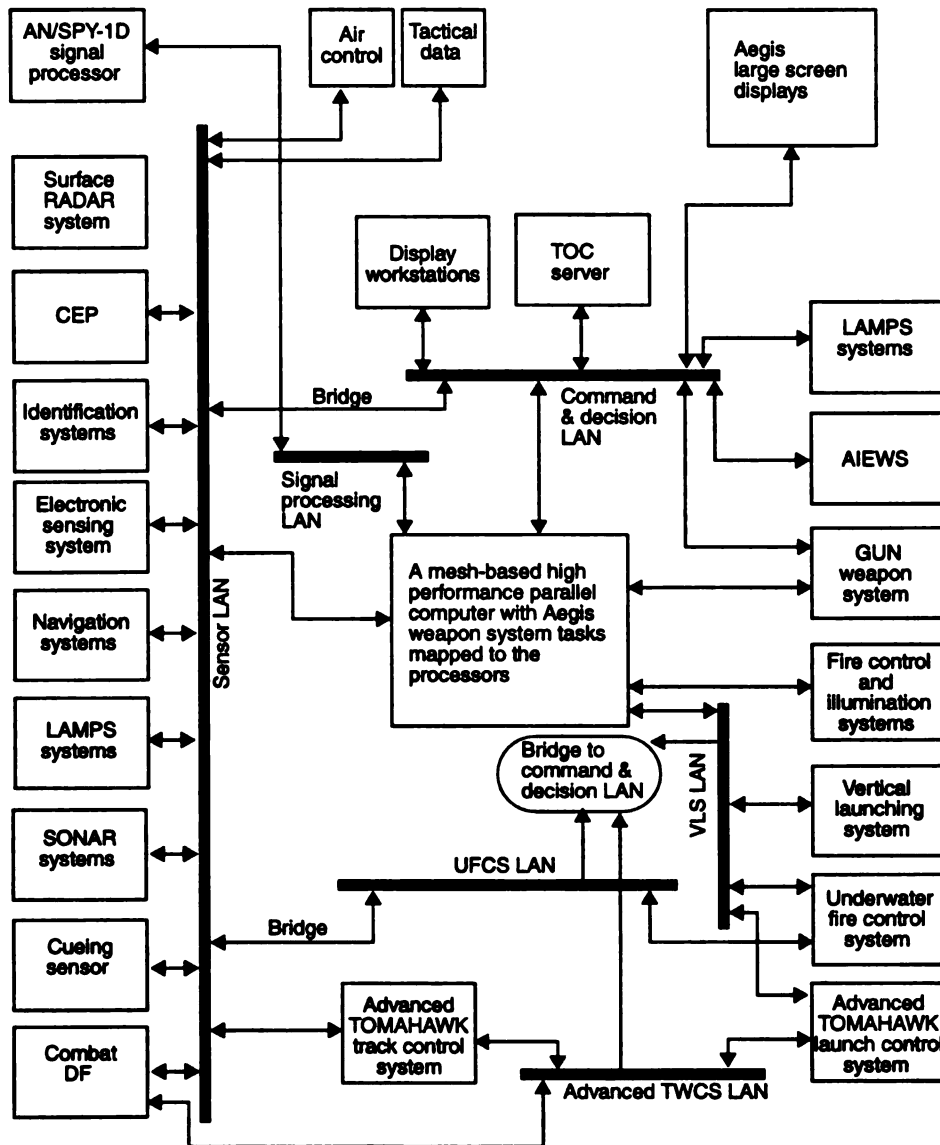 AN/SPY-1D
signal
processor
Air
control
Tactical
data
Aegis
large screen
displays
Surface
RADAR
system
Display
workstations
TOC
server
CEP
LAMPS
systems
Identification
systems
Bridge
Command
& decision
LAN
AIEWS
Signal
processing
LAN
Electronic
sensing
system
GUN
weapon
system
A mesh-based high
performance parallel
computer with Aegis
weapon system tasks
mapped to the
processors
Sensor LAN
Navigation
systems
Fire control
and
illumination
systems
LAMPS
systems
Bridge to
command &
decision LAN
VLS LAN
Vertical
launching
system
SONAR
systems
UFCS LAN
Underwater
fire control
system
Cueing
sensor
Bridge
Advanced
TOMAHAWK
track control
system
Advanced
TOMAHAWK
launch control
system
Combat
DF
Advanced TWCS LAN